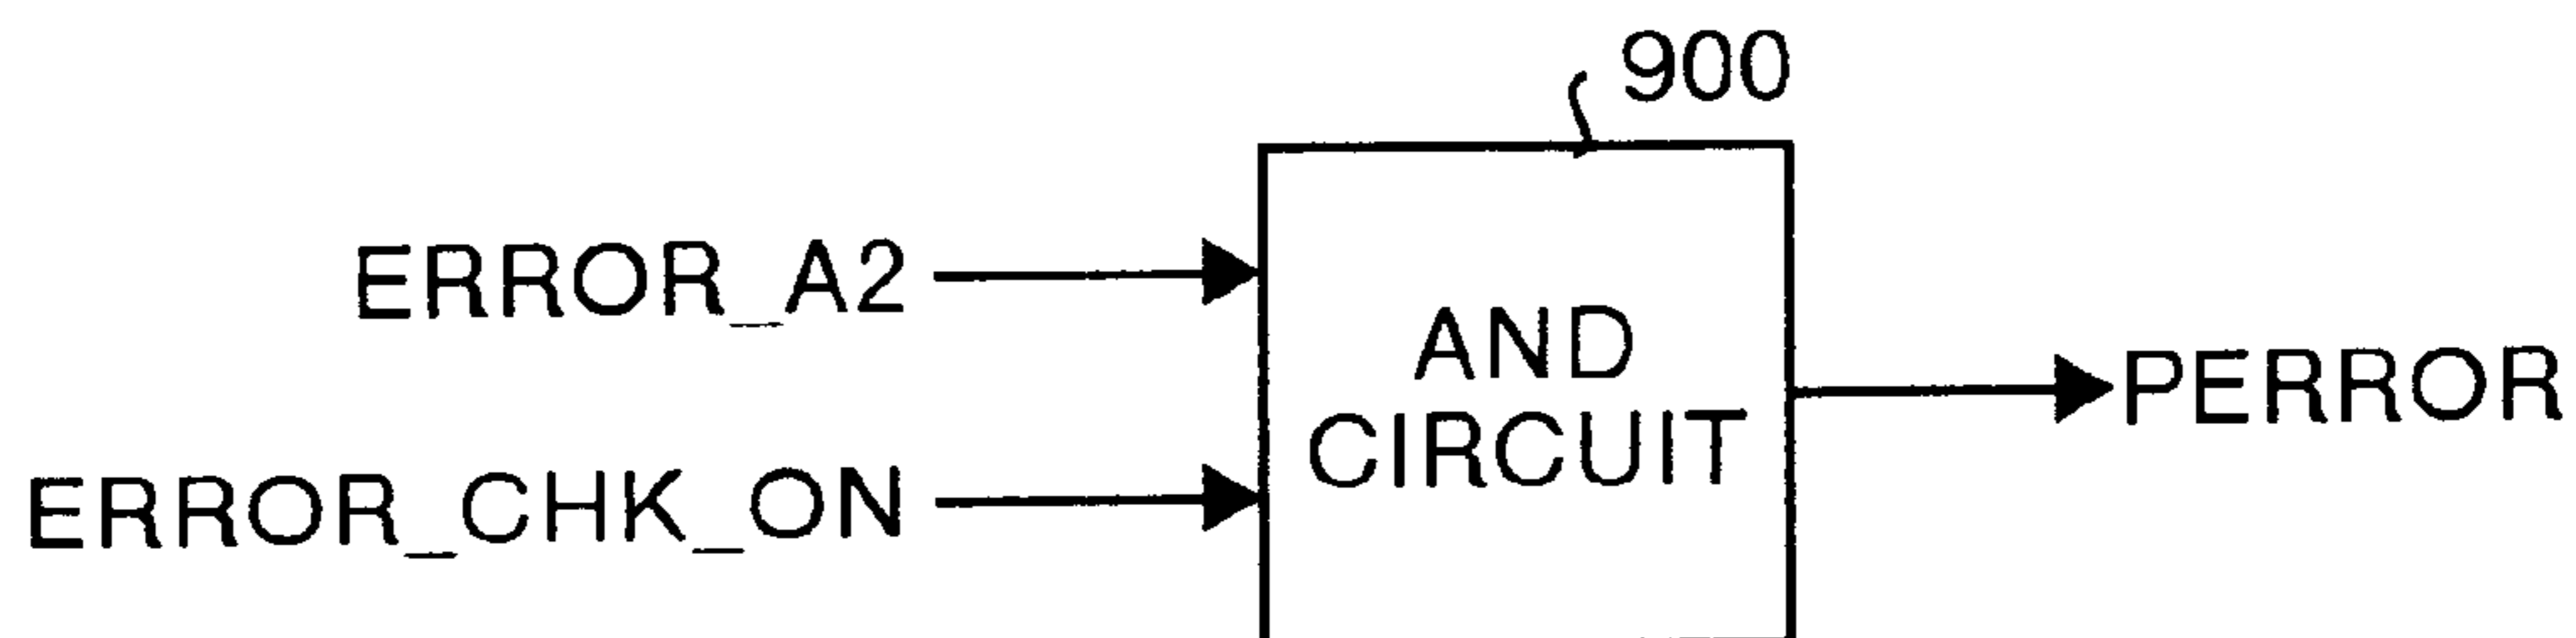 900
ERROR_A2
AND
CIRCUIT
PERROR
ERROR_CHK_ON